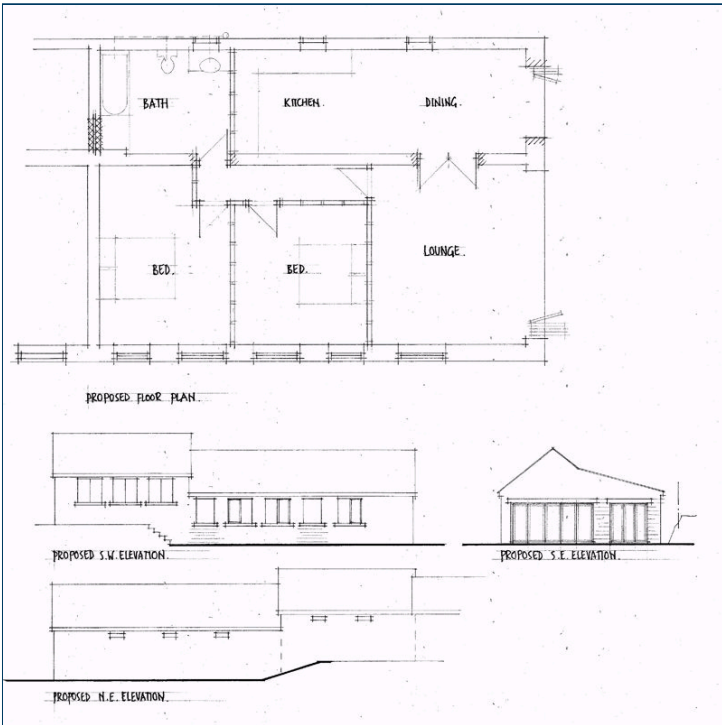 BATH
KITCHEN.
DINING.
BED.
BED.
LOUNGE.
PROPOSED FLOOR PLAN.
PROPOSED S.W. ELEVATION.
PROPOSED S.E. ELEVATION.
PROPOSED N.E. ELEVATION.